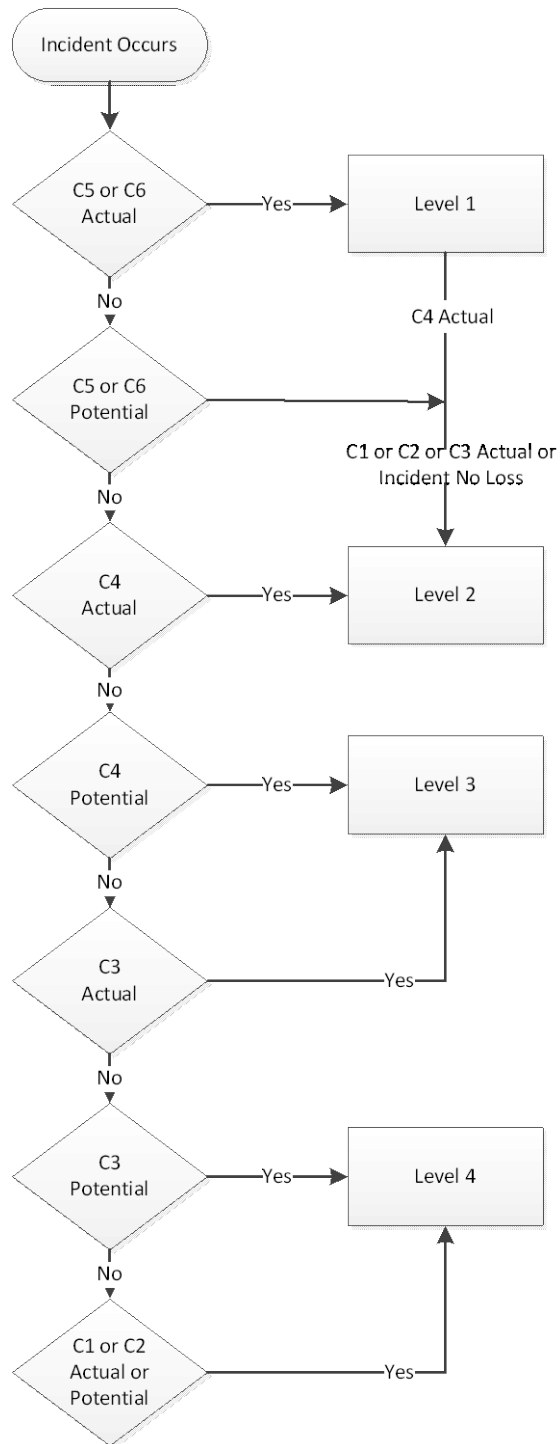 Incident Occurs
C5 or C6
Actual
Yes
Level 1
No
C4 Actual
C5 or C6
Potential
C1 or C2 or C3 Actual or
Incident No Loss
No
C4
Actual
Yes
Level 2
No
C4
Potential
Yes
Level 3
No
C3
Actual
Yes
No
C3
Potential
Yes
Level 4
No
C1 or C2
Actual or
Potential
Yes